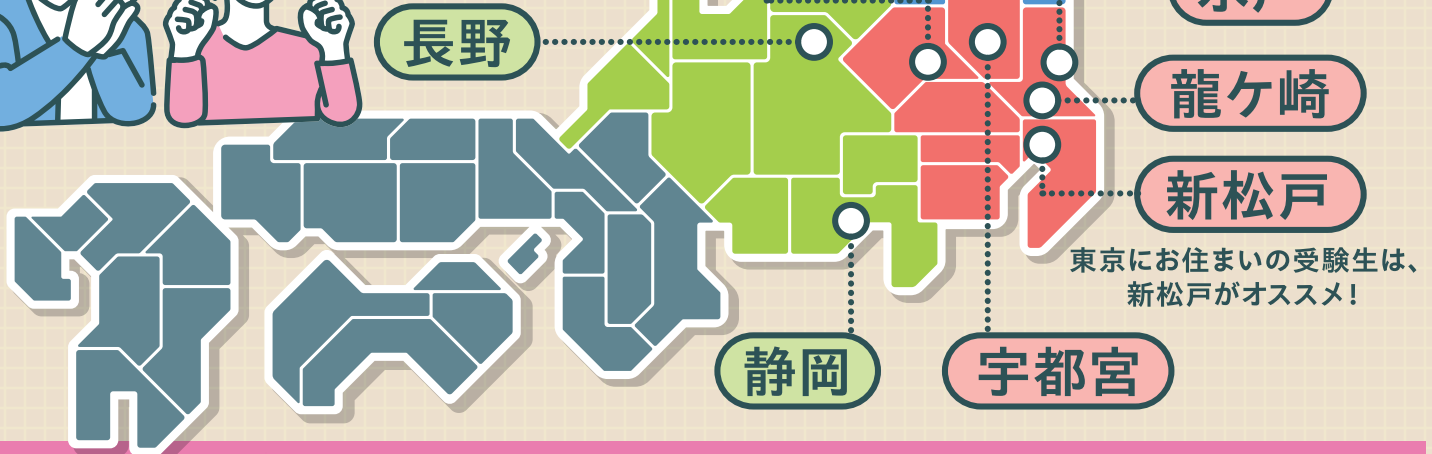 長野
龍ケ崎
新松戸
東京にお住まいの受験生は、
新松戸がオススメ!
静岡
宇都宮